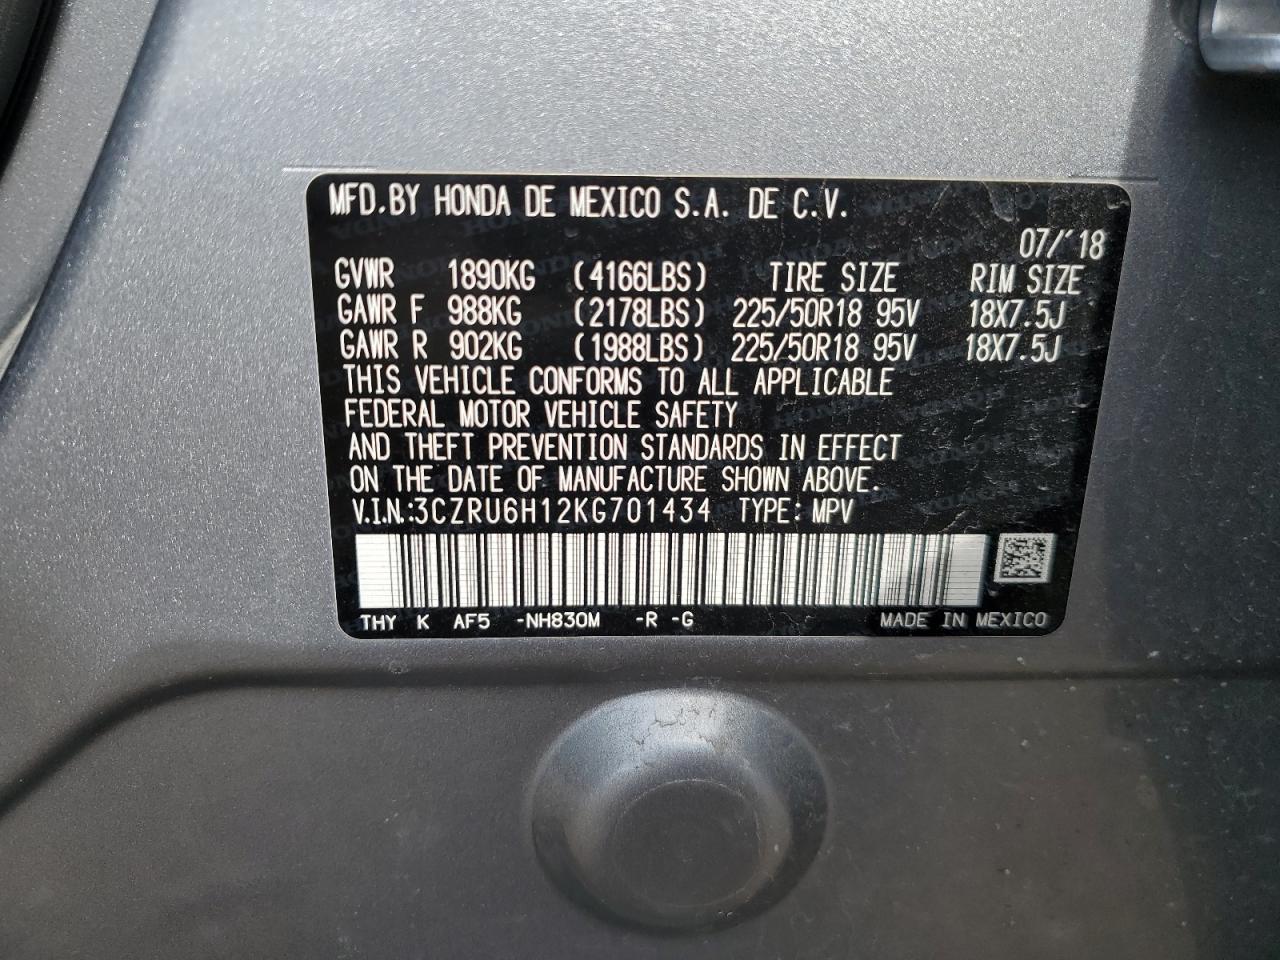 MFD.BY HONDA DE MEXICO S.A. DE C.V.
07/'18
GVWR 1890KG (4166LBS) TIRE SIZE RIM SIZE
GAWR F 988KG (2178LBS) 225/50R18 95V 18X7.5J
GAWR R 902KG (1988LBS) 225/50R18 95V 18X7.5J
THIS VEHICLE CONFORMS TO ALL APPLICABLE
FEDERAL MOTOR VEHICLE SAFETY
AND THEFT PREVENTION STANDARDS IN EFFECT
ON THE DATE OF MANUFACTURE SHOWN ABOVE.
V.I.N.:3CZRU6H12KG701434 TYPE: MPV
THY K AF5 -NH830M -R -G MADE IN MEXICO